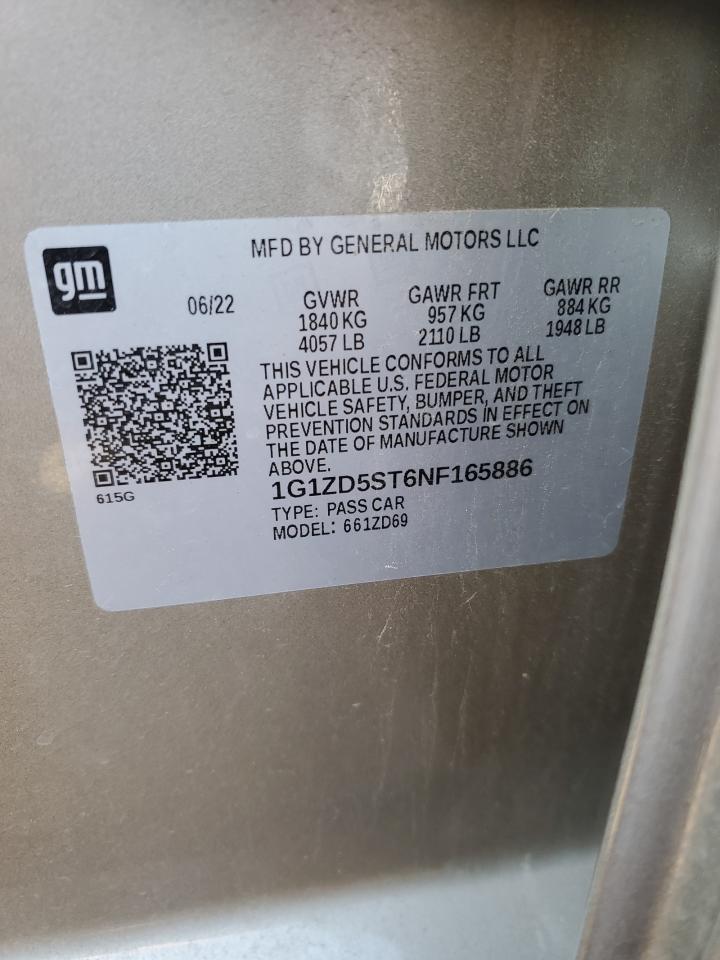 gm
MFD BY GENERAL MOTORS LLC
06/22
GVWR
1840 KG
4057 LB
GAWR FRT
957 KG
2110 LB
GAWR RR
884 KG
1948 LB
THIS VEHICLE CONFORMS TO ALL
APPLICABLE U.S. FEDERAL MOTOR
VEHICLE SAFETY, BUMPER, AND THEFT
PREVENTION STANDARDS IN EFFECT ON
THE DATE OF MANUFACTURE SHOWN
ABOVE.
615G
1G1ZD5ST6NF165886
TYPE: PASS CAR
MODEL: 661ZD69